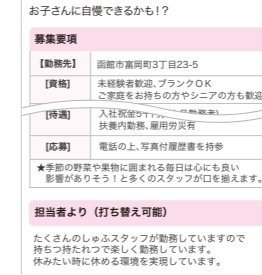 お子さんに自慢できるかも！？
募集要項
【勤務先】 函館市富岡町3丁目23-5
[資格] 未経験者歓迎、ブランクOK
ご家庭をお持ちの方やシニアの方も歓迎
[待遇] 入社祝金5
扶養内勤務、雇用労災有
[応募] 電話の上、写真付履歴書を持参
★季節の野菜や果物に囲まれる毎日は心にも良い
影響がありそう！と多くのスタッフが口を揃えます。
担当者より（打ち替え可能）
たくさんのしゅふスタッフが勤務していますので
持ちつ持たれつで楽しく勤務しています。
休みたい時に休める環境を実現しています。